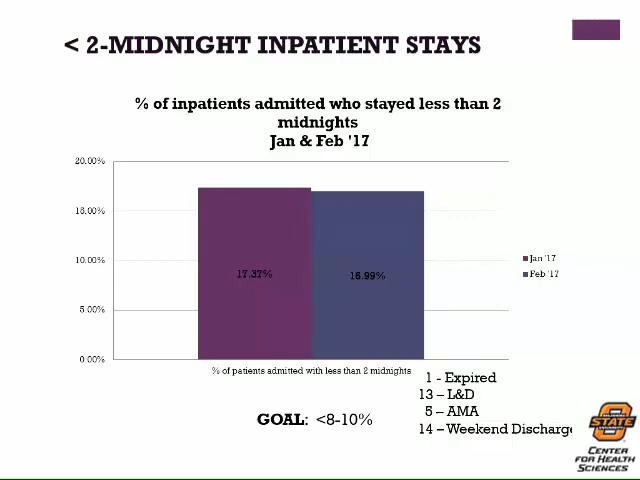 < 2-MIDNIGHT INPATIENT STAYS
% of inpatients admitted who stayed less than 2
midnights
Jan & Feb '17
20.00%
15.00%
10.00%
5.00%
0.00%
17.37%
16.99%
Jan '17
Feb '17
% of patients admitted with less than 2 midnights
1 - Expired
13 – L&D
5 – AMA
14 – Weekend Discharge
GOAL: <8-10%
STATE
CENTER
FOR HEALTH
SCIENCES